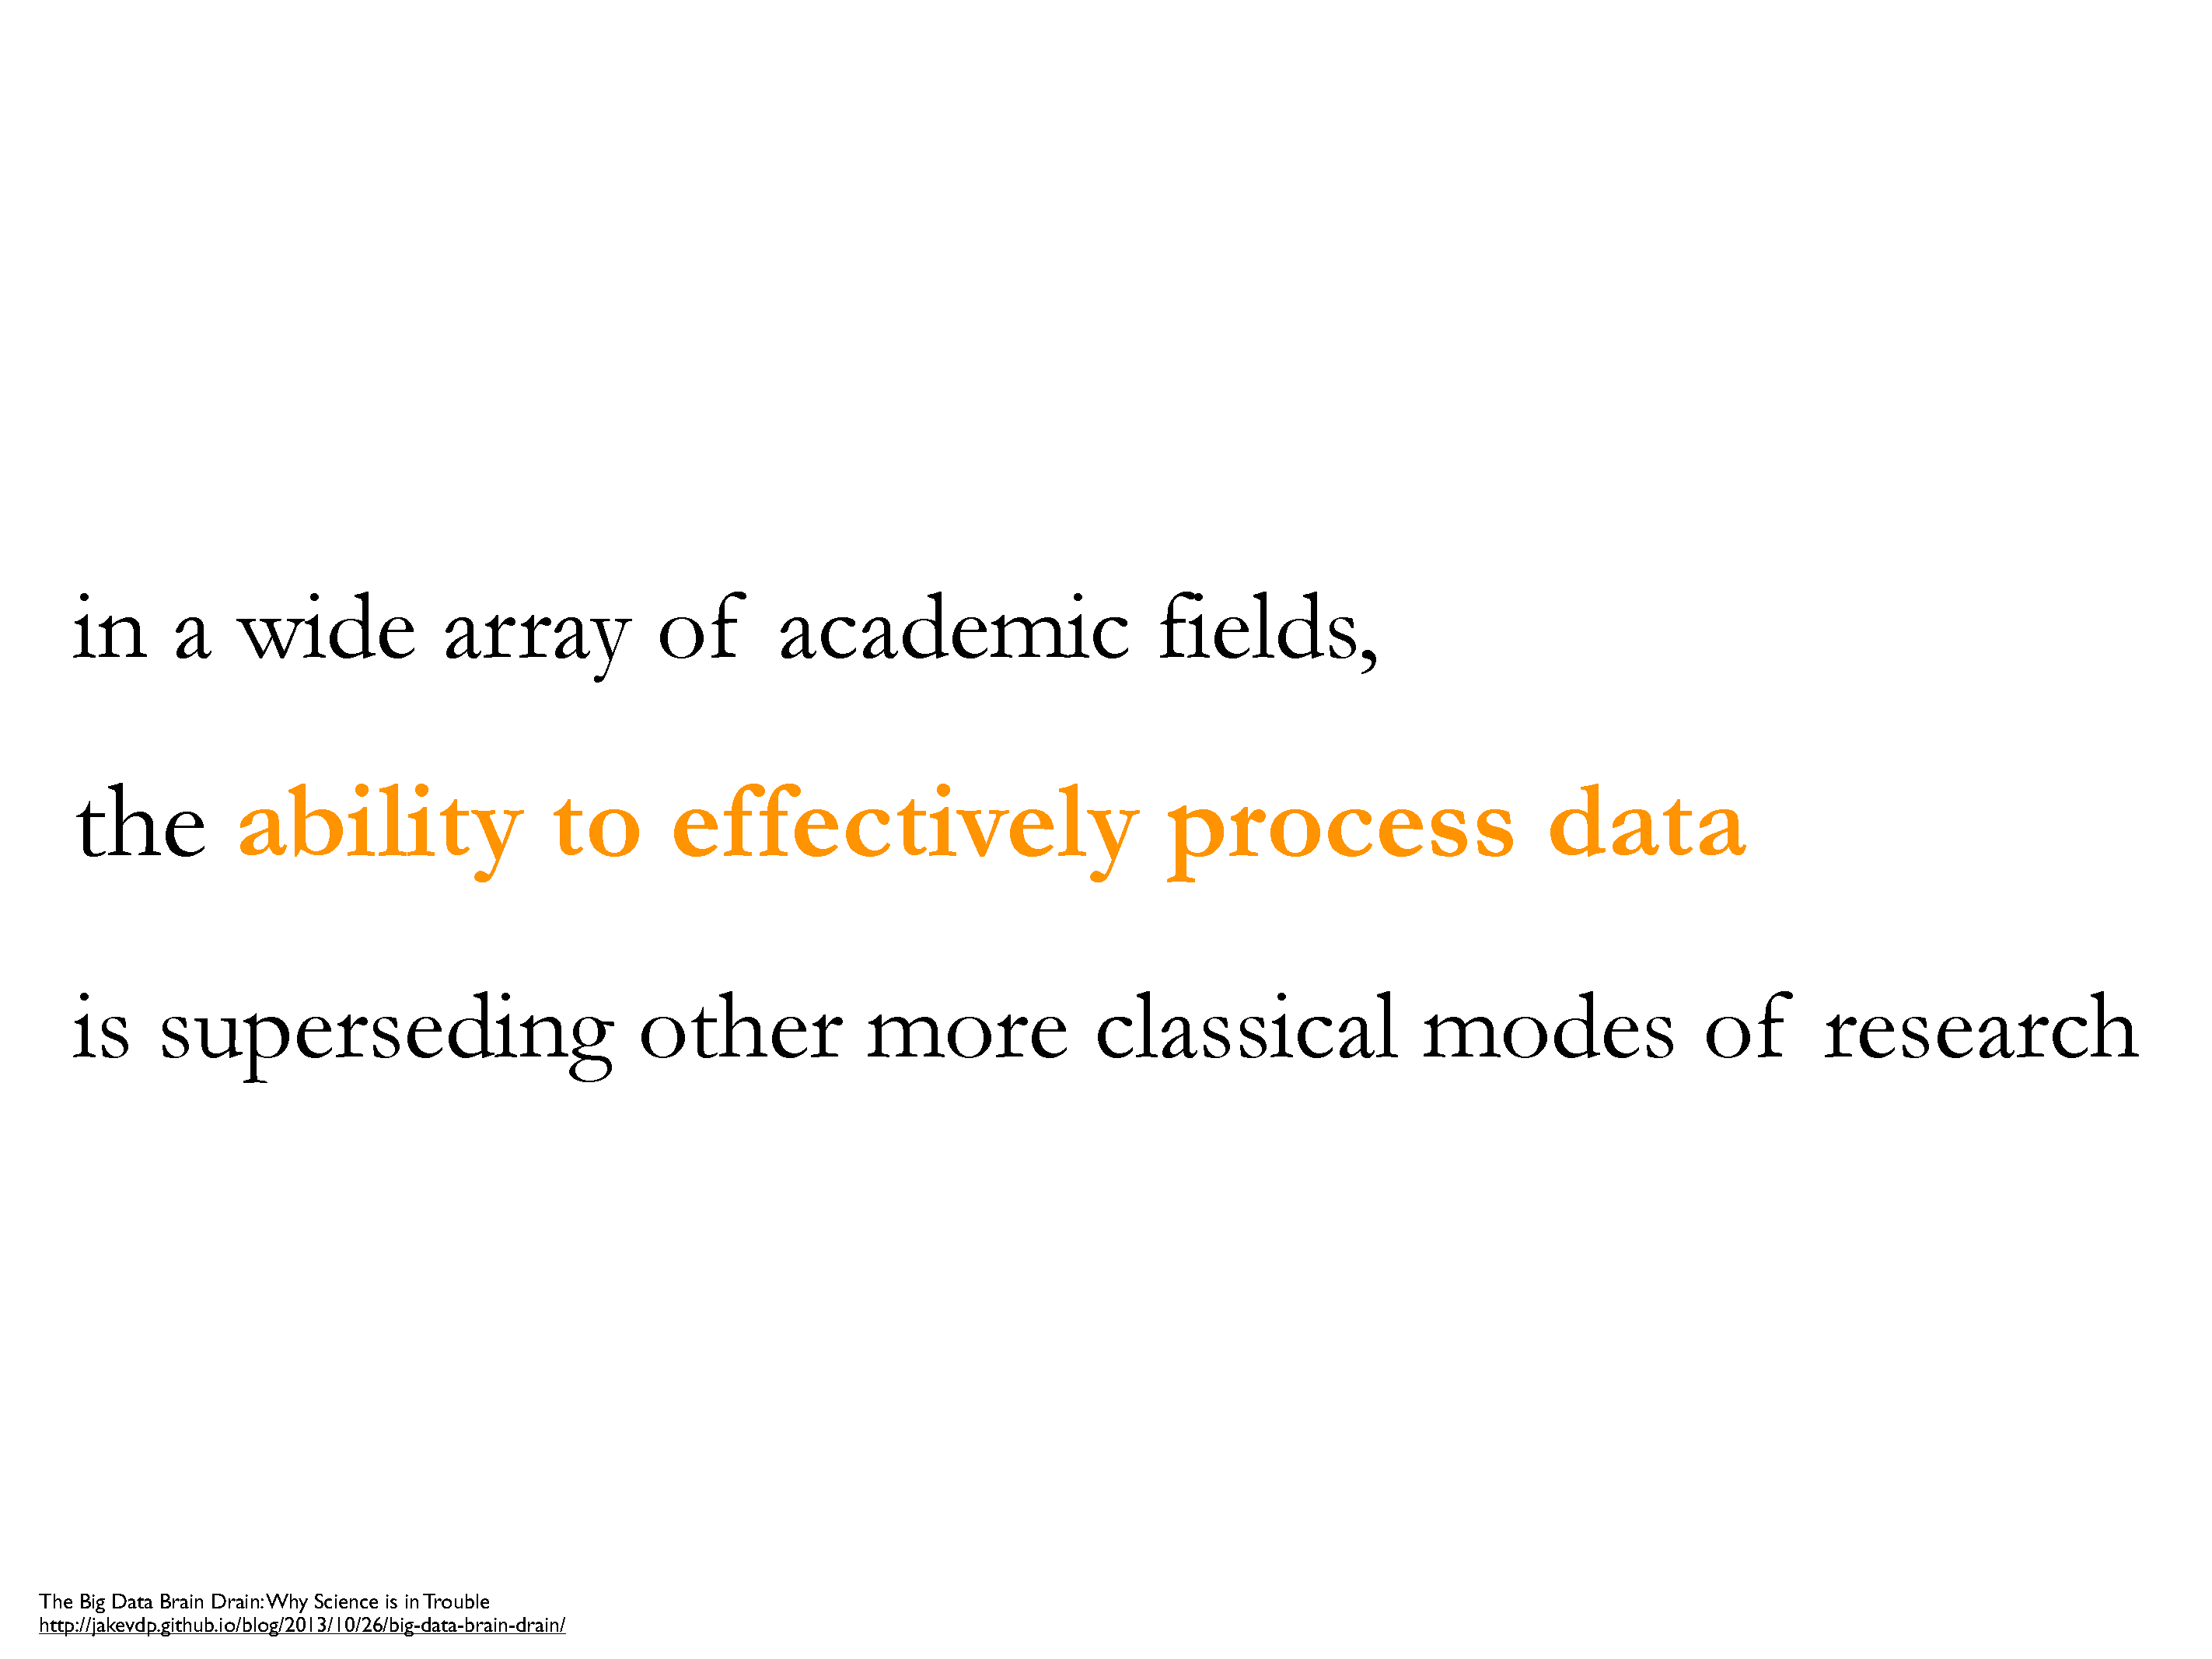 in a wide array of academic fields,
the ability to effectively process data
is superseding other more classical modes of research
The Big Data Brain Drain: Why Science is in Trouble
http://jakevdp.github.io/blog/2013/10/26/big-data-brain-drain/